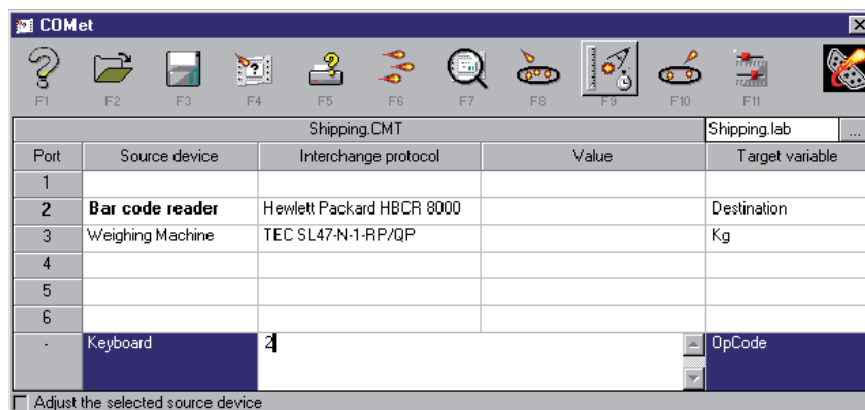 COMet
F1 F2 F3 F4 F5 F6 F7 F8 F9 F10 F11
Shipping.CMT Shipping.lab ...
Port Source device Interchange protocol Value Target variable
1
2 Bar code reader Hewlett Packard HBCR 8000 Destination
3 Weighing Machine TEC SL47-N-1-RP/QP Kg
4
5
6
- Keyboard 2 OpCode
Adjust the selected source device